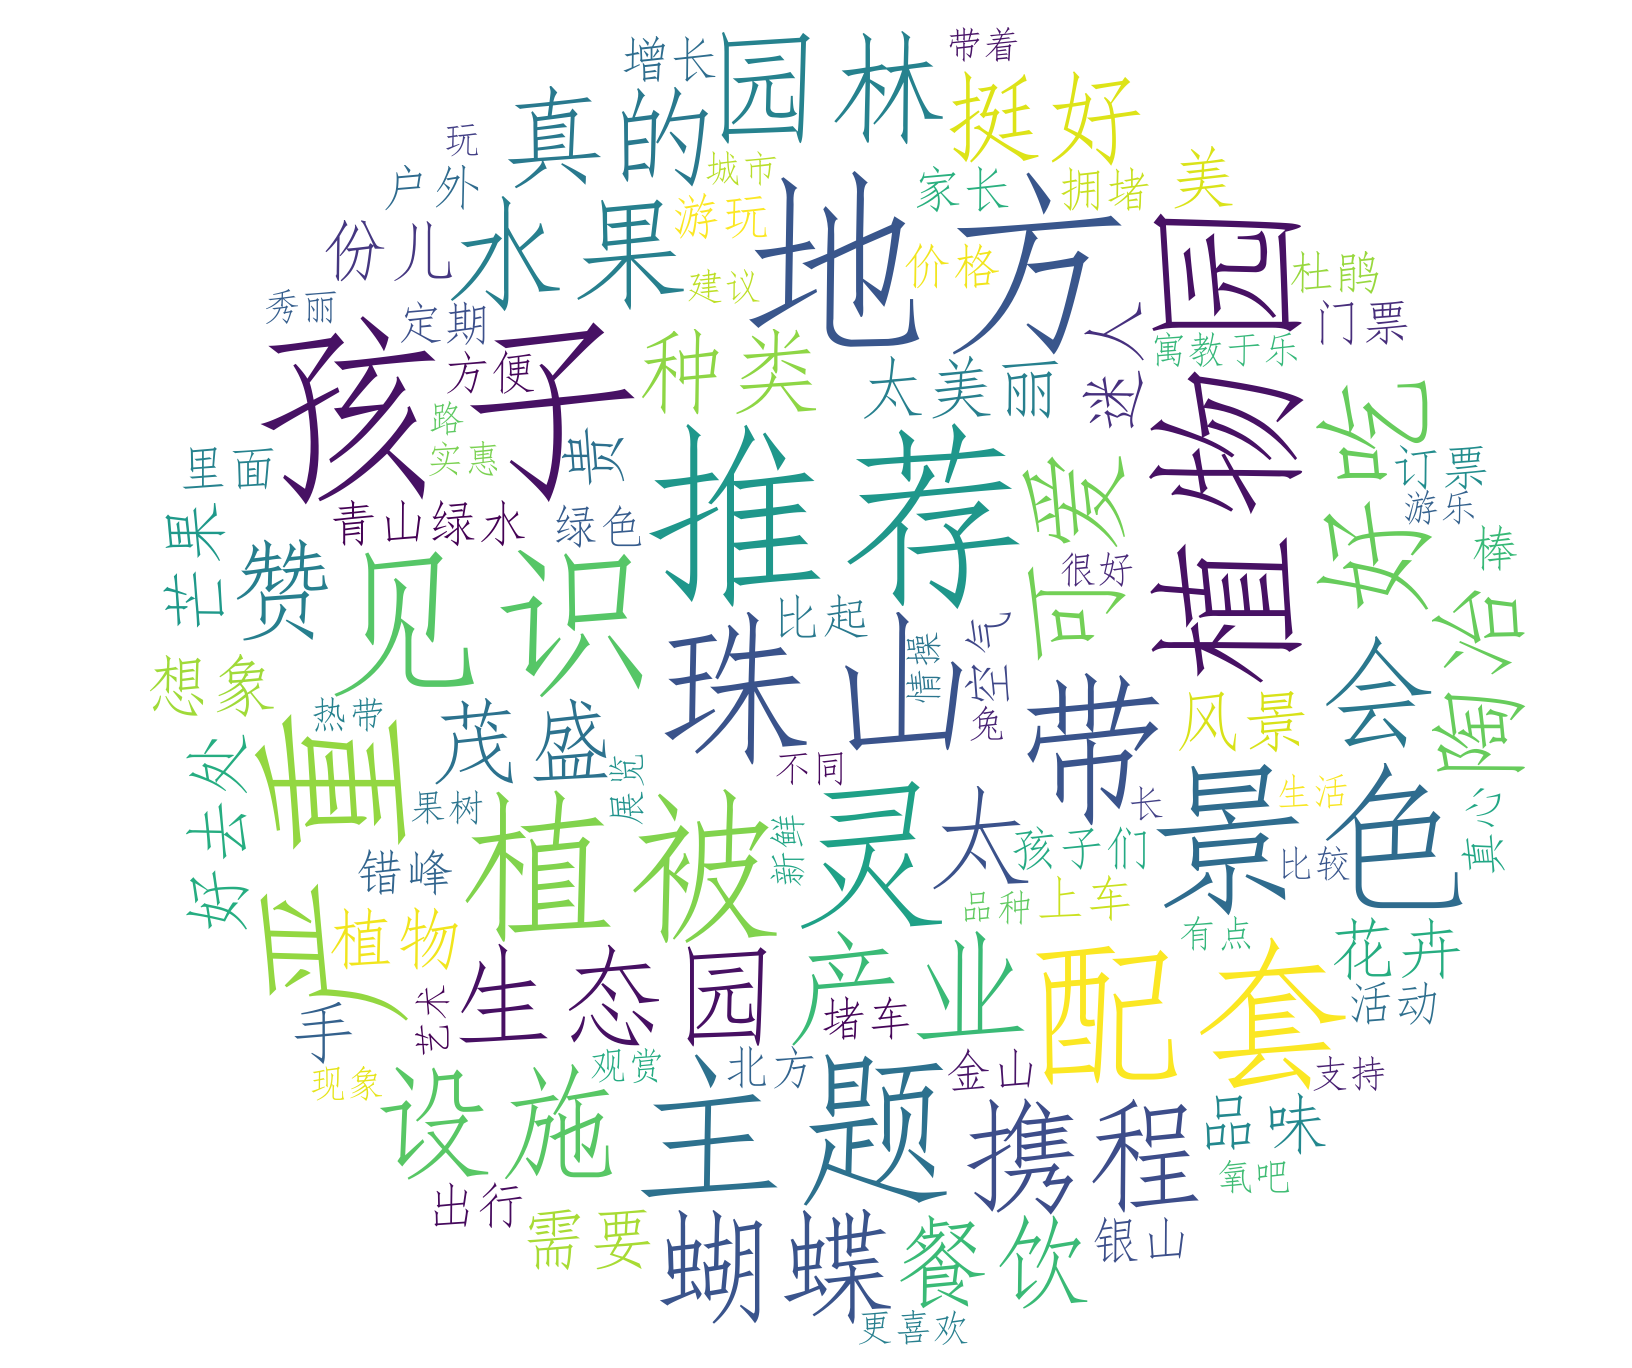 带着
增长
园林
挺好
真的
玩
城市
美
户外
家长
拥堵
水果
游玩
地方
份儿
价格
植物园
杜鹃
建议
秀丽
定期
门票
迷人
孩子
方便
种类
太美丽
寓教于乐
路
实惠
贵
好吃
推荐
里面
订票
可爱
青山绿水
绿色
游乐
芒果
赞
见识
很好
棒
比起
珠山
情操
空气
陶冶
想象
会
热带
茂盛
兔
带
风景
严重
好去处
不同
展览
景色
果树
植被
灵
太
长
生活
真心
新鲜
孩子们
错峰
比较
品种
上车
植物
有点
花卉
生态园
产业
配套
艺术
手
堵车
活动
观赏
北方
金山
支持
现象
设施
主题
携程
品味
氧吧
出行
需要
蝴蝶
餐饮
银山
更喜欢